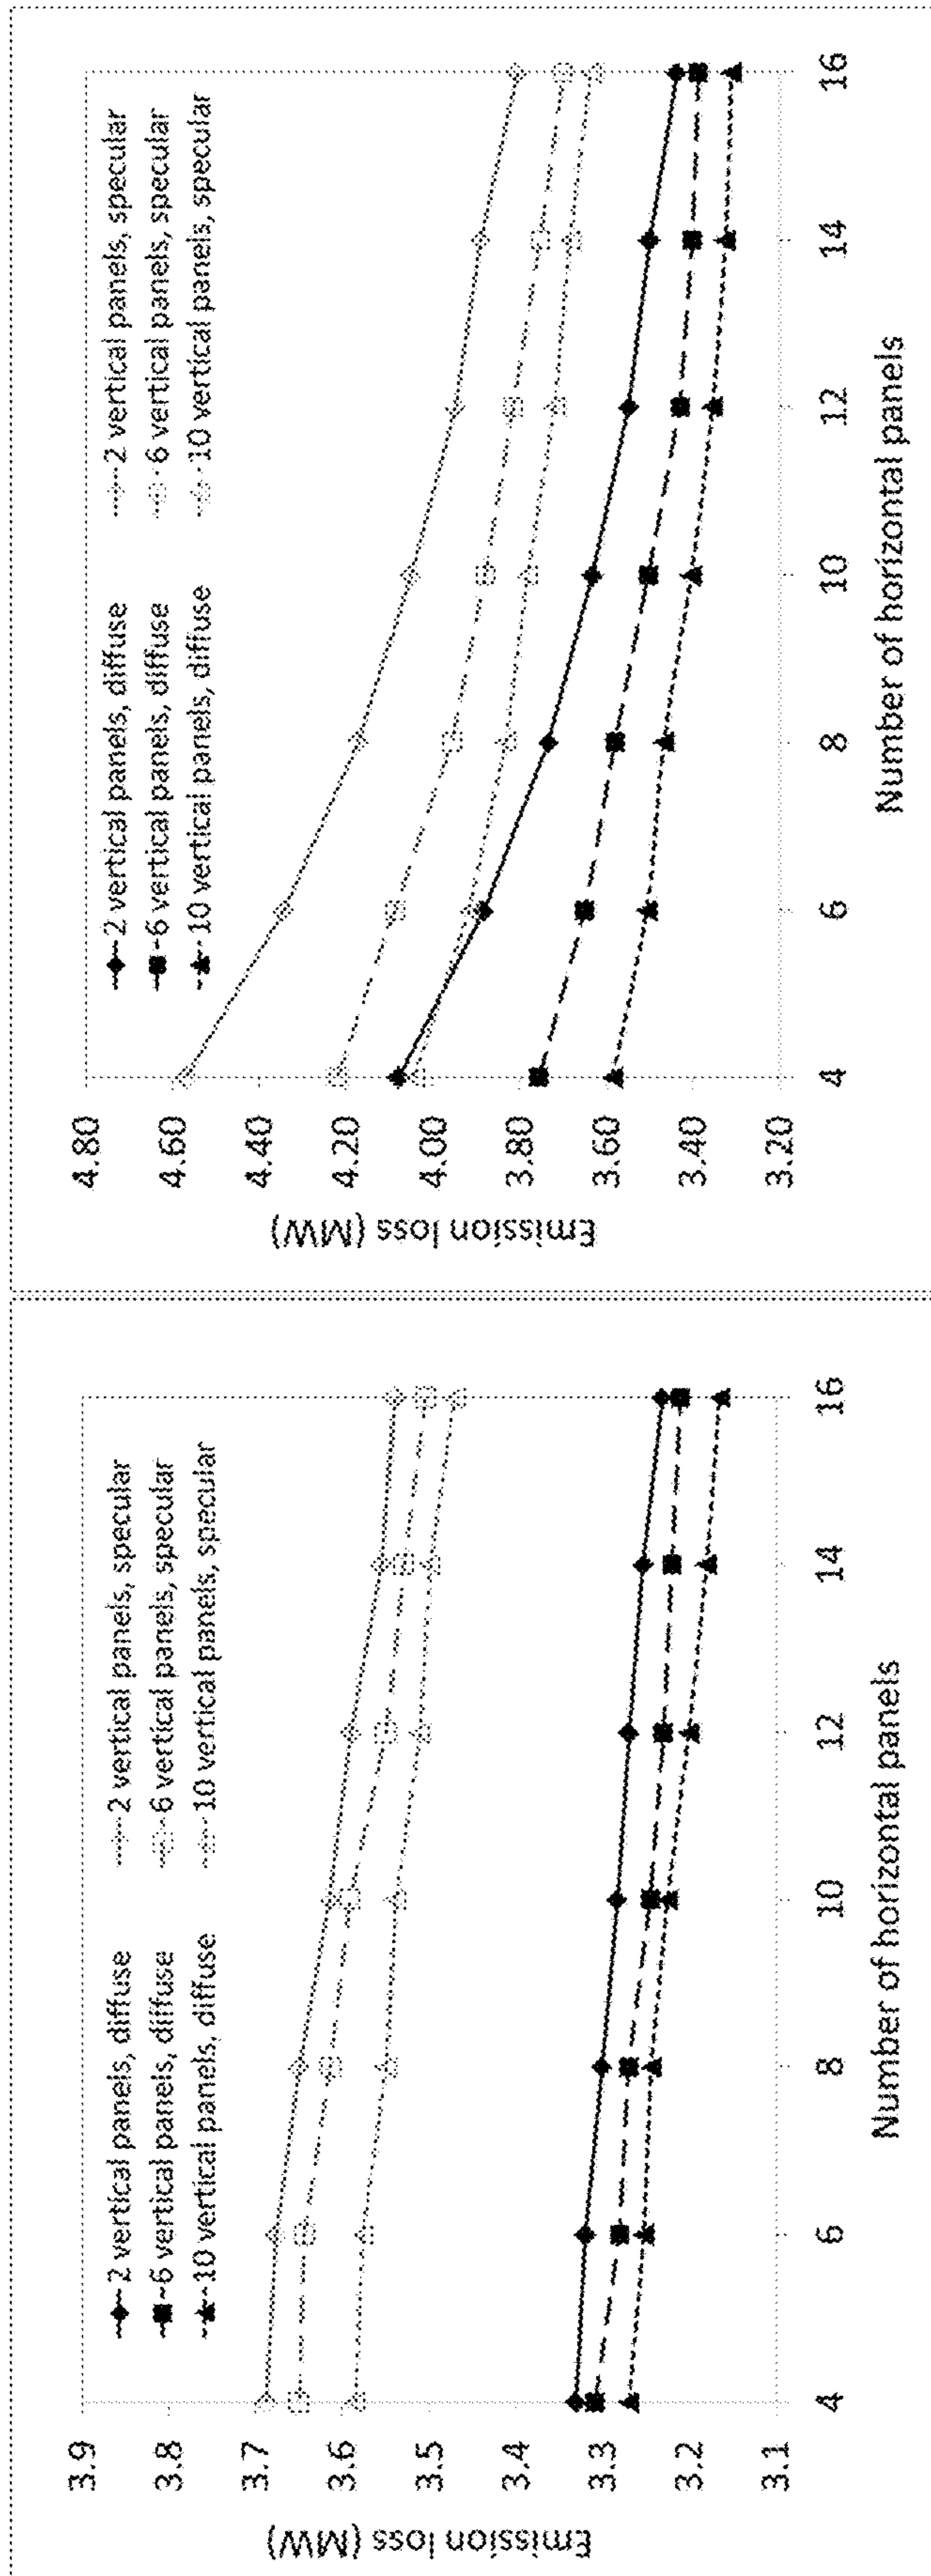 3.9
3.8
3.7
3.6
3.5
3.4
3.3
3.2
3.1
Emission loss (MW)
2 vertical panels, diffuse
6 vertical panels, diffuse
10 vertical panels, diffuse
2 vertical panels, specular
6 vertical panels, specular
10 vertical panels, specular
4 6 8 10 12 14 16
Number of horizontal panels
4.80
4.60
4.40
4.20
4.00
3.80
3.60
3.40
3.20
Emission loss (MW)
2 vertical panels, diffuse
6 vertical panels, diffuse
10 vertical panels, diffuse
2 vertical panels, specular
6 vertical panels, specular
10 vertical panels, specular
4 6 8 10 12 14 16
Number of horizontal panels